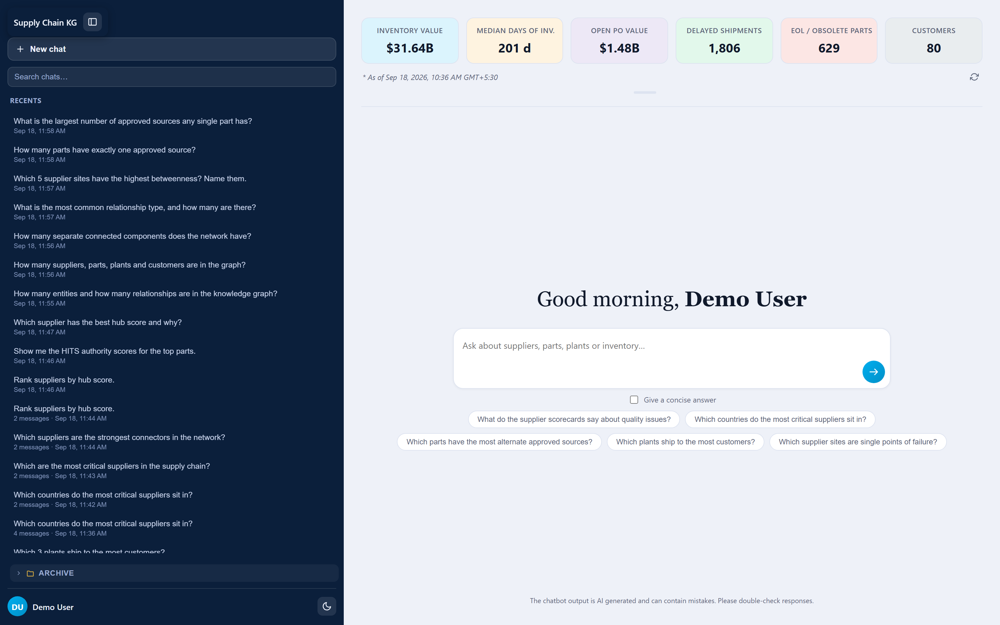 Supply Chain KG
New chat
Search chats…
RECENTS
What is the largest number of approved sources any single part has?
Sep 18, 11:58 AM
How many parts have exactly one approved source?
Sep 18, 11:58 AM
Which 5 supplier sites have the highest betweenness? Name them.
Sep 18, 11:57 AM
What is the most common relationship type, and how many are there?
Sep 18, 11:57 AM
How many separate connected components does the network have?
Sep 18, 11:56 AM
How many suppliers, parts, plants and customers are in the graph?
Sep 18, 11:56 AM
How many entities and how many relationships are in the knowledge graph?
Sep 18, 11:55 AM
Which supplier has the best hub score and why?
Sep 18, 11:47 AM
Show me the HITS authority scores for the top parts.
Sep 18, 11:46 AM
Rank suppliers by hub score.
Sep 18, 11:46 AM
Rank suppliers by hub score.
2 messages · Sep 18, 11:44 AM
Which suppliers are the strongest connectors in the network?
2 messages · Sep 18, 11:44 AM
Which are the most critical suppliers in the supply chain?
2 messages · Sep 18, 11:43 AM
Which countries do the most critical suppliers sit in?
2 messages · Sep 18, 11:42 AM
Which countries do the most critical suppliers sit in?
4 messages · Sep 18, 11:36 AM
Which 3 plants ship to the most customers?
ARCHIVE
DU Demo User
INVENTORY VALUE
$31.64B
MEDIAN DAYS OF INV.
201 d
OPEN PO VALUE
$1.48B
DELAYED SHIPMENTS
1,806
EOL / OBSOLETE PARTS
629
CUSTOMERS
80
* As of Sep 18, 2026, 10:36 AM GMT+5:30
Good morning, Demo User
Ask about suppliers, parts, plants or inventory…
Give a concise answer
What do the supplier scorecards say about quality issues?
Which countries do the most critical suppliers sit in?
Which parts have the most alternate approved sources?
Which plants ship to the most customers?
Which supplier sites are single points of failure?
The chatbot output is AI generated and can contain mistakes. Please double-check responses.